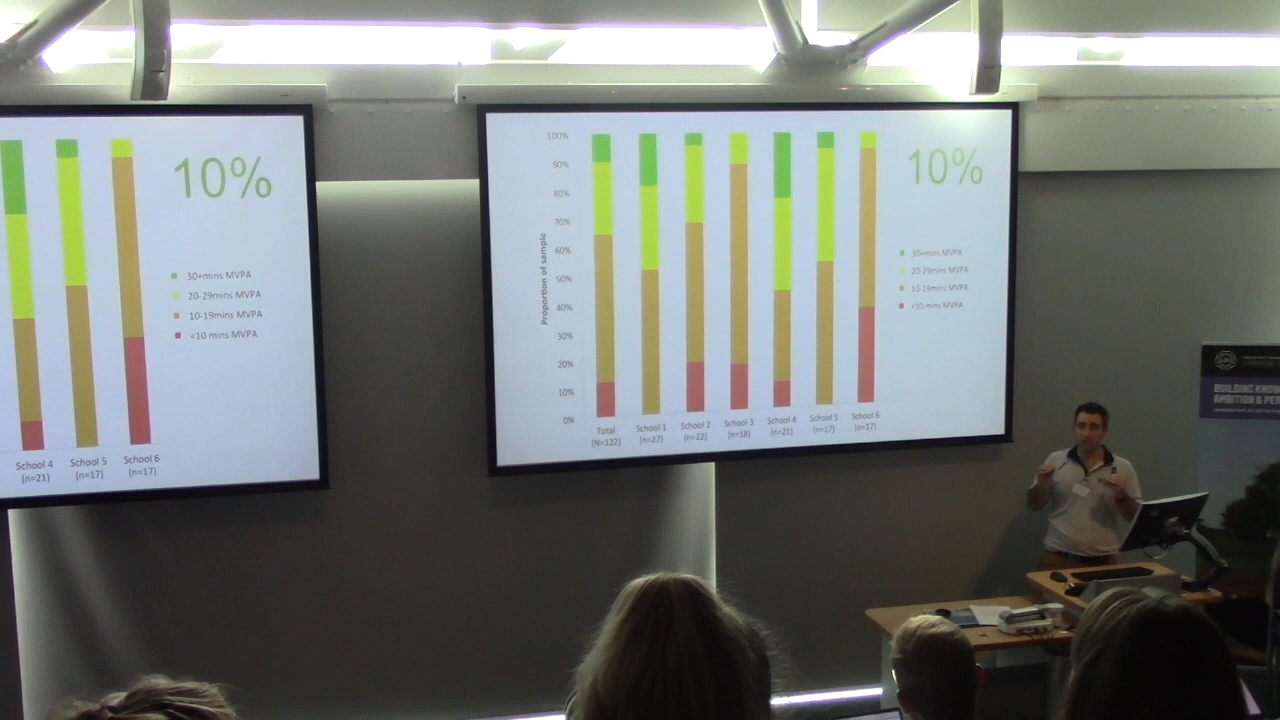 10%
30+mins MVPA
20-29mins MVPA
10-19mins MVPA
<10 mins MVPA
School 4
(n=21)
School 5
(n=17)
School 6
(n=17)
100%
90%
80%
70%
60%
50%
40%
30%
20%
10%
0%
Proportion of sample
Total
(N=122)
School 1
(n=27)
School 2
(n=22)
School 3
(n=18)
School 4
(n=21)
School 5
(n=17)
School 6
(n=17)
10%
30+mins MVPA
20-29mins MVPA
10-19mins MVPA
<10 mins MVPA
BUILDING
AMBITION &